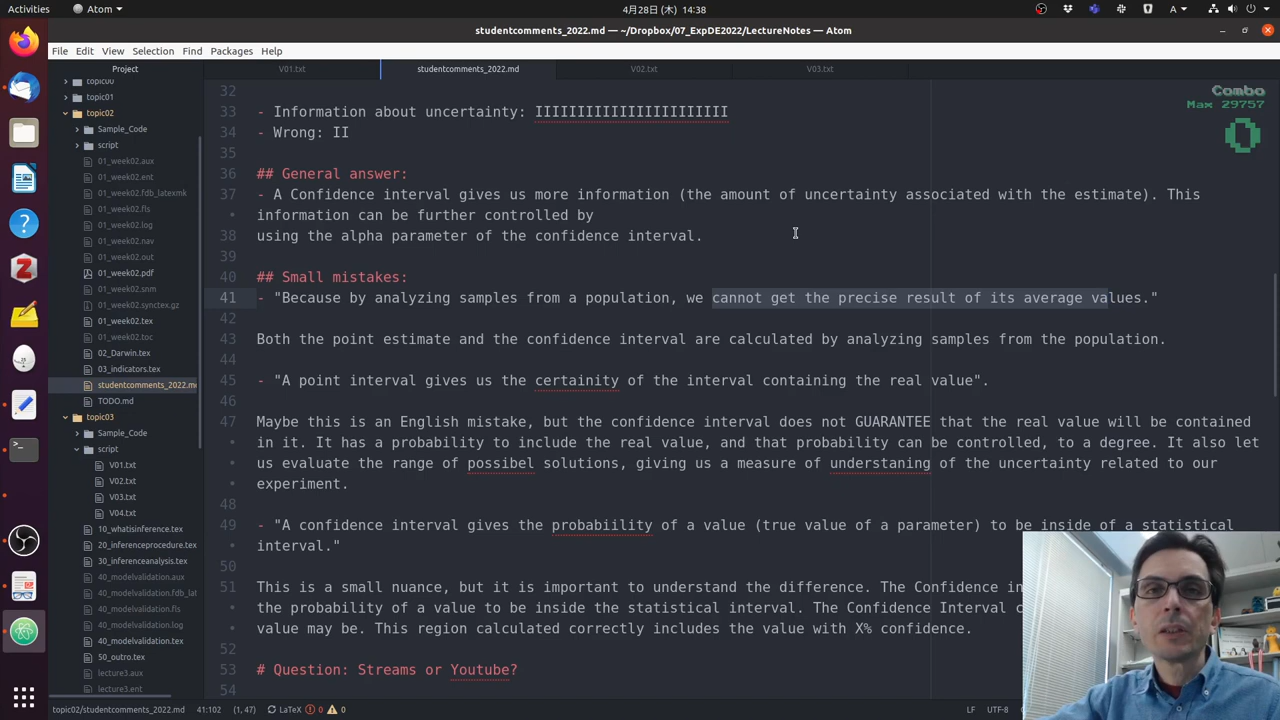 Activities
Atom
4月28日 (木) 14:38
A
studentcomments_2022.md — ~/Dropbox/07_ExpDE2022/LectureNotes — Atom
File Edit View Selection Find Packages Help
Project
V01.txt
studentcomments_2022.md
V02.txt
V03.txt
topic00
topic01
topic02
Sample_Code
script
01_week02.aux
01_week02.ent
01_week02.fdb_latexmk
01_week02.fls
01_week02.log
01_week02.nav
01_week02.out
01_week02.pdf
01_week02.snm
01_week02.synctex.gz
01_week02.tex
01_week02.toc
02_Darwin.tex
03_indicators.tex
studentcomments_2022.md
TODO.md
topic03
Sample_Code
script
V01.txt
V02.txt
V03.txt
V04.txt
10_whatisinference.tex
20_inferenceprocedure.tex
30_inferenceanalysis.tex
40_modelvalidation.aux
40_modelvalidation.fdb_lat
40_modelvalidation.fls
40_modelvalidation.log
40_modelvalidation.tex
50_outro.tex
lecture3.aux
lecture3.ent
Combo
Max 29757
0
32
33 - Information about uncertainty: IIIIIIIIIIIIIIIIIIIIIII
34 - Wrong: II
35
36 ## General answer:
37 - A Confidence interval gives us more information (the amount of uncertainty associated with the estimate). This
information can be further controlled by
38 using the alpha parameter of the confidence interval.
39
40 ## Small mistakes:
41 - "Because by analyzing samples from a population, we cannot get the precise result of its average values."
42
43 Both the point estimate and the confidence interval are calculated by analyzing samples from the population.
44
45 - "A point interval gives us the certainity of the interval containing the real value".
46
47 Maybe this is an English mistake, but the confidence interval does not GUARANTEE that the real value will be contained
in it. It has a probability to include the real value, and that probability can be controlled, to a degree. It also let
us evaluate the range of possibel solutions, giving us a measure of understaning of the uncertainty related to our
experiment.
48
49 - "A confidence interval gives the probabiility of a value (true value of a parameter) to be inside of a statistical
interval."
50
51 This is a small nuance, but it is important to understand the difference. The Confidence in
the probability of a value to be inside the statistical interval. The Confidence Interval c
value may be. This region calculated correctly includes the value with X% confidence.
52
53 # Question: Streams or Youtube?
54
topic02/studentcomments_2022.md 41:102 (1, 47) LaTeX 0 0
LF UTF-8